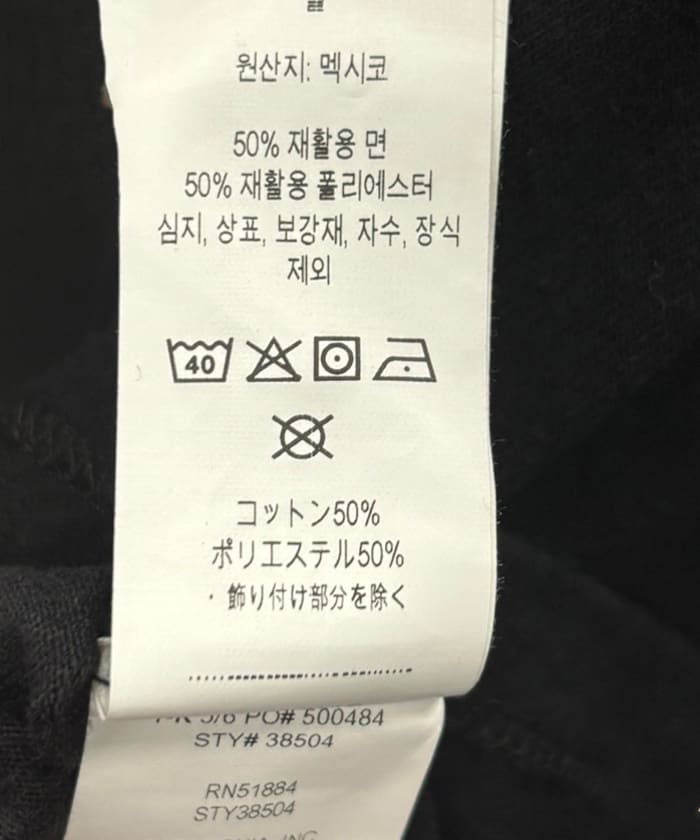 원산지: 멕시코
50% 재활용 면
50% 재활용 폴리에스터
심지, 상표, 보강재, 자수, 장식
제외
40
コットン50%
ポリエステル50%
・飾り付け部分を除く
5/6 PO# 500484
STY# 38504
RN51884
STY38504
INC.